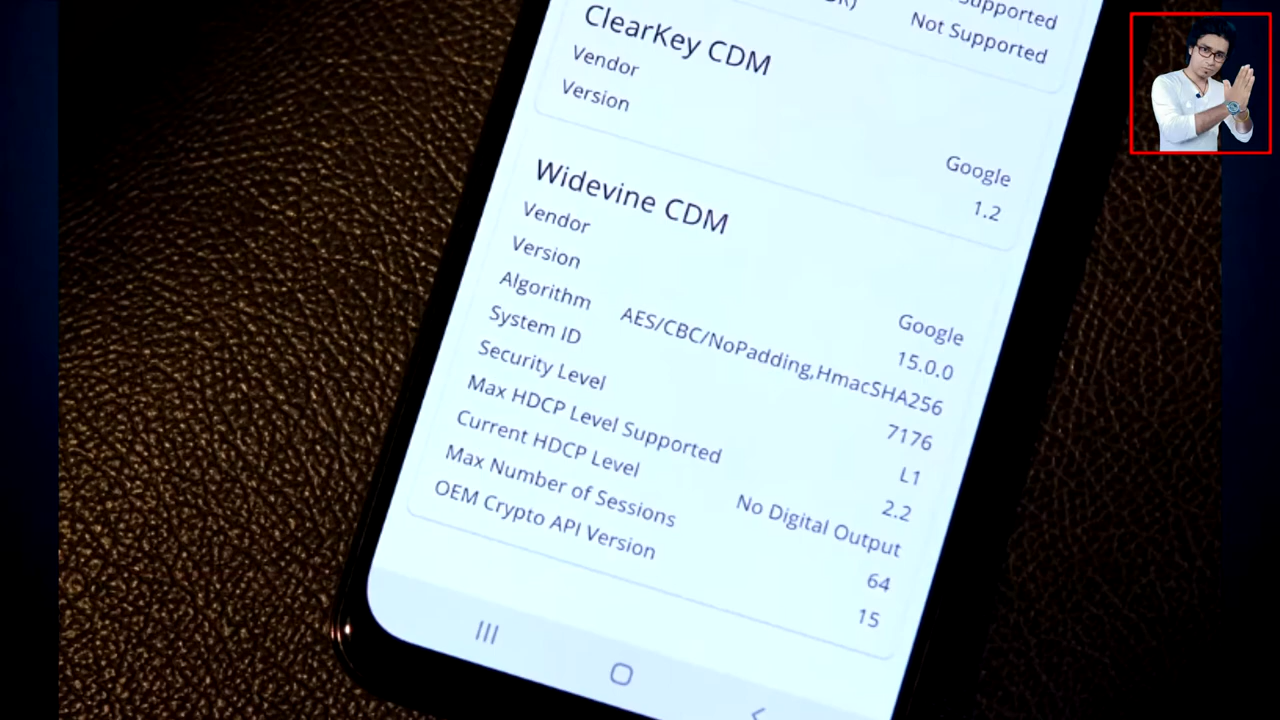 Supported
Not Supported
ClearKey CDM
Vendor Google
Version 1.2
Widevine CDM
Vendor Google
Version 15.0.0
Algorithm AES/CBC/NoPadding,HmacSHA256
System ID 7176
Security Level L1
Max HDCP Level Supported 2.2
Current HDCP Level No Digital Output
Max Number of Sessions 64
OEM Crypto API Version 15